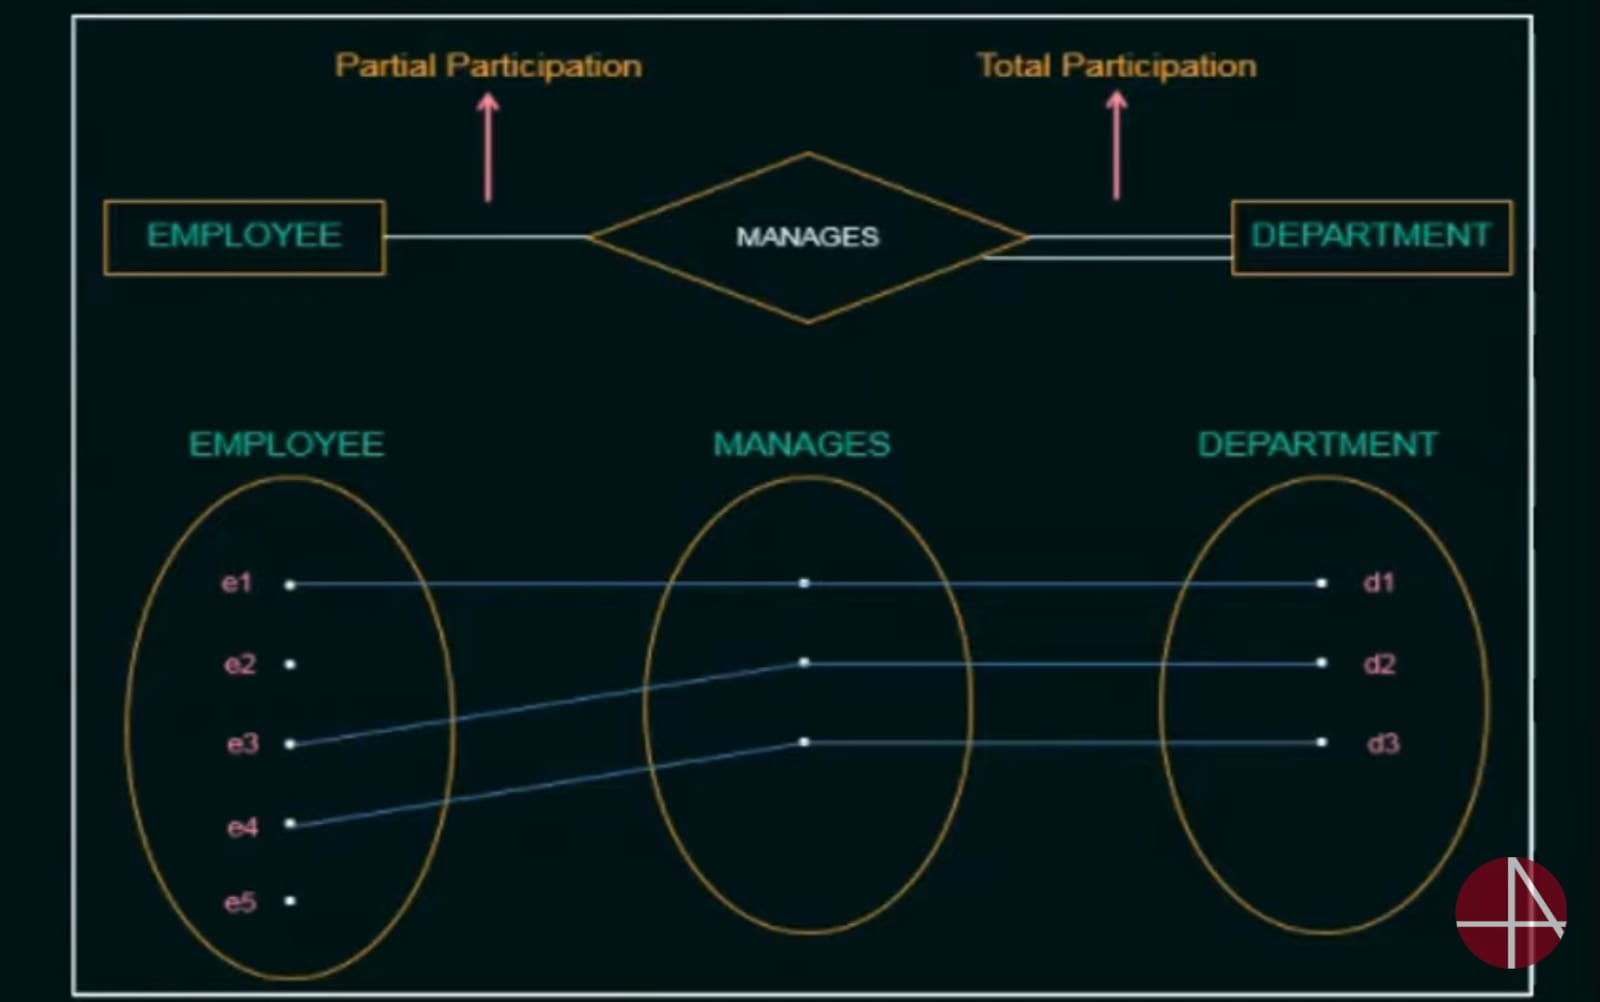 Partial Participation
Total Participation
EMPLOYEE
MANAGES
DEPARTMENT
EMPLOYEE
MANAGES
DEPARTMENT
e1
d1
e2
d2
e3
d3
e4
e5